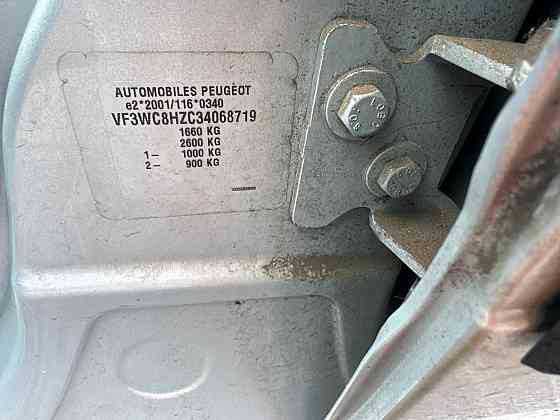 AUTOMOBILES PEUGEOT
e2*2001/116*0340
VF3WC8HZC34068719
1660 KG
2600 KG
1– 1000 KG
2– 900 KG